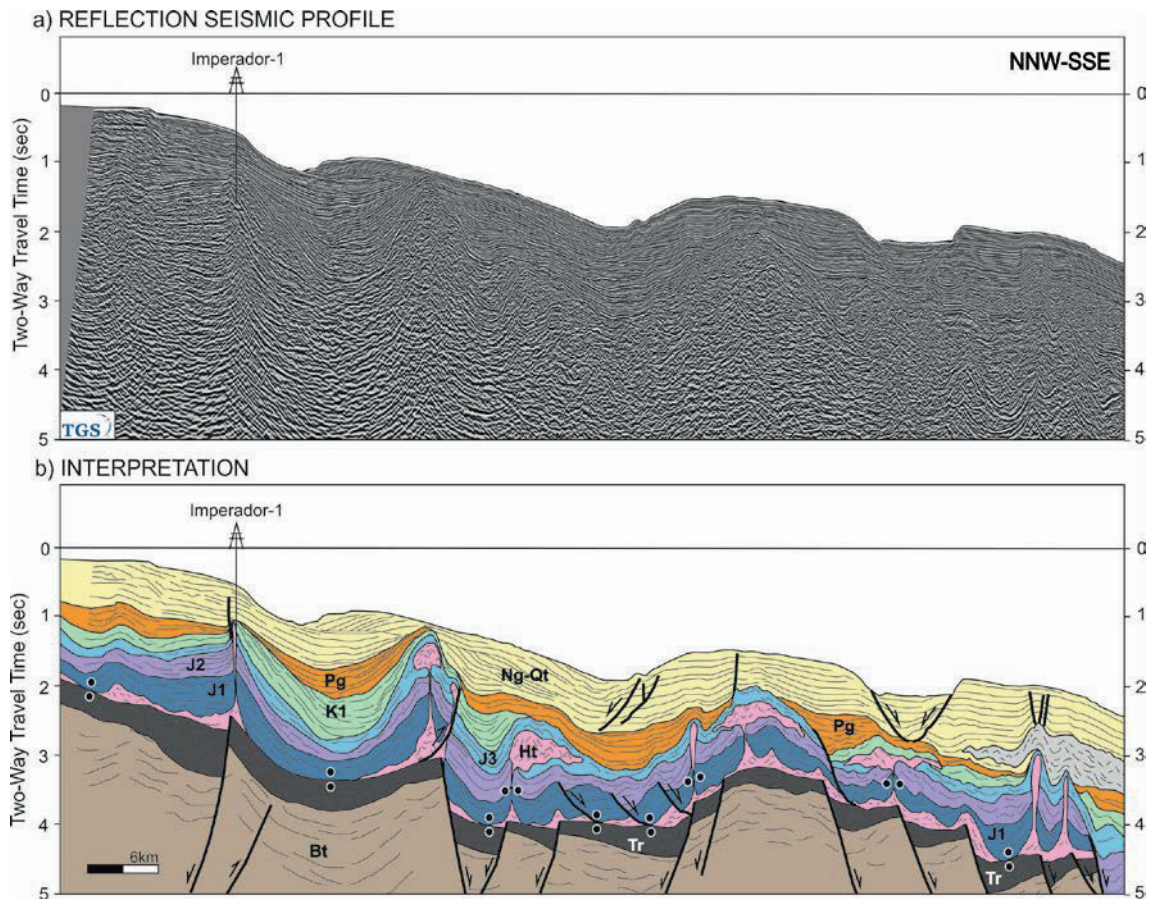 a) REFLECTION SEISMIC PROFILE
Imperador-1
NNW-SSE
0
1
2
3
4
5
Two-Way Travel Time (sec)
0
1
2
3
4
5
TGS
b) INTERPRETATION
Imperador-1
0
1
2
3
4
5
Two-Way Travel Time (sec)
0
1
2
3
4
5
J2
J1
Pg
K1
Ng-Qt
J3
Ht
Pg
Bt
Tr
J1
Tr
6km